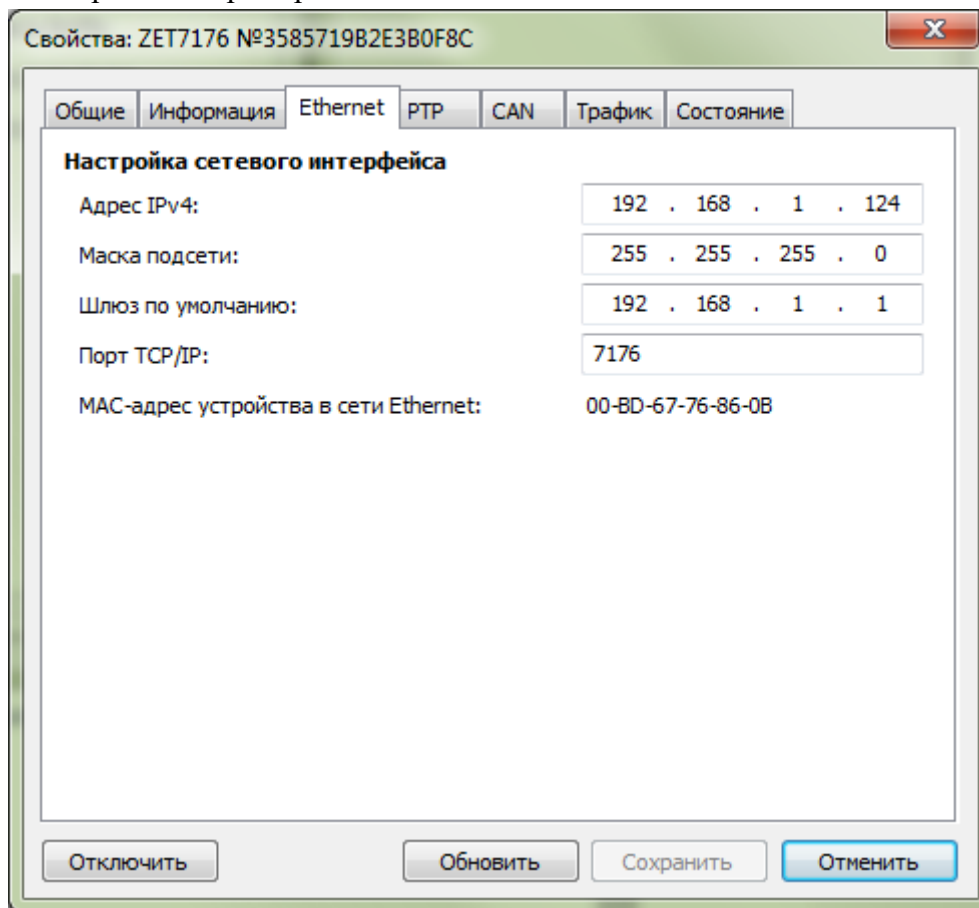 Свойства: ZET7176 №3585719B2E3B0F8C
Общие Информация Ethernet PTP CAN Трафик Состояние
Настройка сетевого интерфейса
Адрес IPv4: 192 . 168 . 1 . 124
Маска подсети: 255 . 255 . 255 . 0
Шлюз по умолчанию: 192 . 168 . 1 . 1
Порт TCP/IP: 7176
MAC-адрес устройства в сети Ethernet: 00-BD-67-76-86-0B
Отключить Обновить Сохранить Отменить